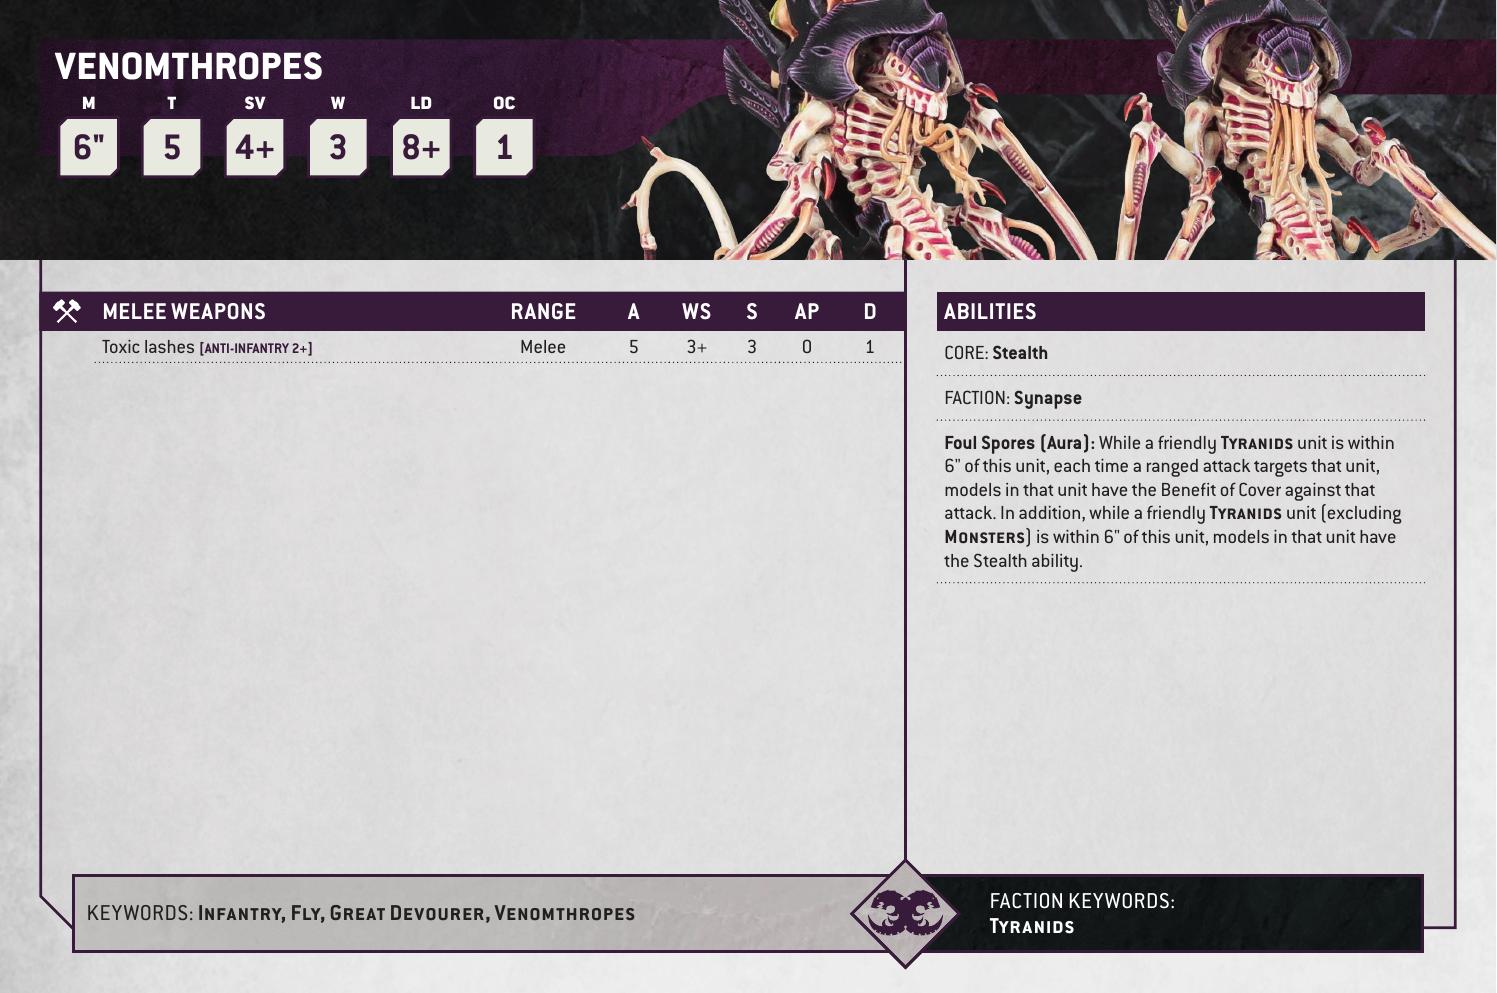 VENOMTHROPES
M T SV W LD OC
6" 5 4+ 3 8+ 1
MELEE WEAPONS RANGE A WS S AP D
Toxic lashes [ANTI-INFANTRY 2+] Melee 5 3+ 3 0 1
ABILITIES
CORE: Stealth
FACTION: Synapse
Foul Spores (Aura): While a friendly TYRANIDS unit is within
6" of this unit, each time a ranged attack targets that unit,
models in that unit have the Benefit of Cover against that
attack. In addition, while a friendly TYRANIDS unit (excluding
MONSTERS) is within 6" of this unit, models in that unit have
the Stealth ability.
KEYWORDS: INFANTRY, FLY, GREAT DEVOURER, VENOMTHROPES
FACTION KEYWORDS:
TYRANIDS